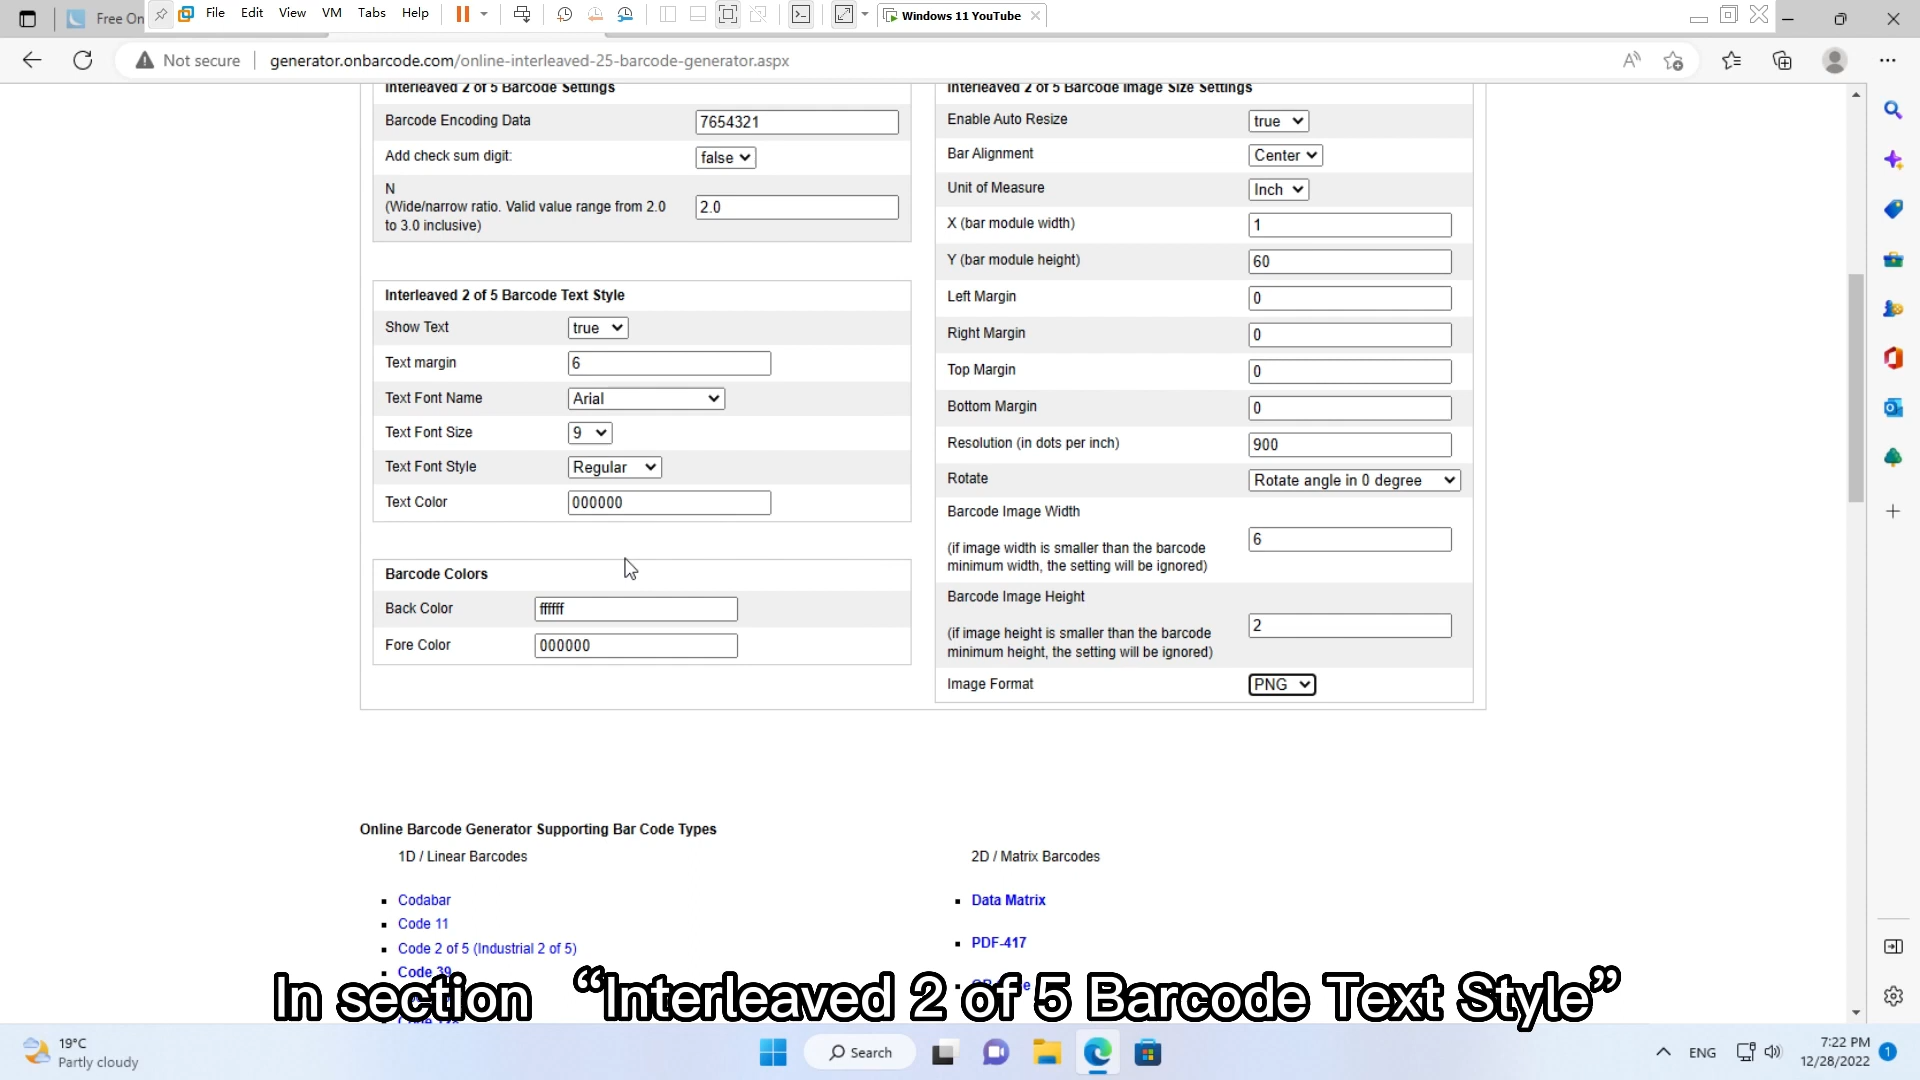 Free On
File Edit View VM Tabs Help
Windows 11 YouTube
Not secure generator.onbarcode.com/online-interleaved-25-barcode-generator.aspx
Interleaved 2 of 5 Barcode Settings
Barcode Encoding Data 7654321
Add check sum digit: false
N
(Wide/narrow ratio. Valid value range from 2.0
to 3.0 inclusive) 2.0
Interleaved 2 of 5 Barcode Text Style
Show Text true
Text margin 6
Text Font Name Arial
Text Font Size 9
Text Font Style Regular
Text Color 000000
Barcode Colors
Back Color ffffff
Fore Color 000000
Interleaved 2 of 5 Barcode Image Size Settings
Enable Auto Resize true
Bar Alignment Center
Unit of Measure Inch
X (bar module width) 1
Y (bar module height) 60
Left Margin 0
Right Margin 0
Top Margin 0
Bottom Margin 0
Resolution (in dots per inch) 900
Rotate Rotate angle in 0 degree
Barcode Image Width
(if image width is smaller than the barcode
minimum width, the setting will be ignored) 6
Barcode Image Height
(if image height is smaller than the barcode
minimum height, the setting will be ignored) 2
Image Format PNG
Online Barcode Generator Supporting Bar Code Types
1D / Linear Barcodes
Codabar
Code 11
Code 2 of 5 (Industrial 2 of 5)
Code 39
2D / Matrix Barcodes
Data Matrix
PDF-417
In section “Interleaved 2 of 5 Barcode Text Style”
19°C
Partly cloudy
Search
ENG
7:22 PM
12/28/2022
1